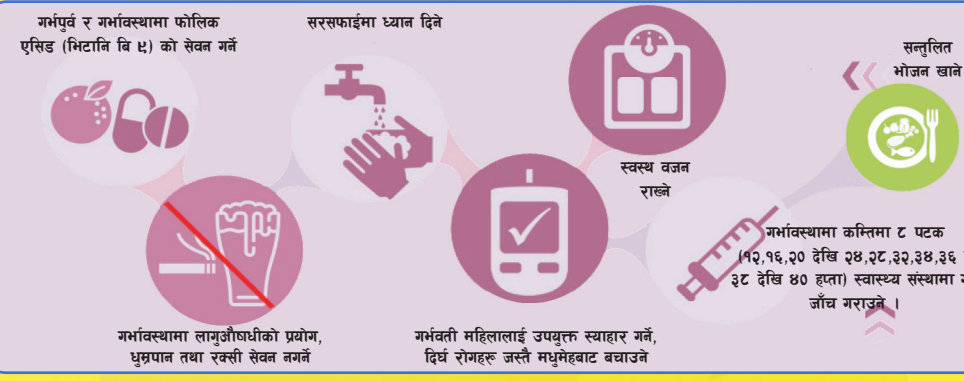 गर्भपुर्व र गर्भावस्थामा फोलिक
एसिड (भिटानि बि ९) को सेवन गर्ने
सरसफाईमा ध्यान दिने
स्वस्थ वजन
राख्ने
सन्तुलित
भोजन खाने
गर्भावस्थामा लागुऔषधीको प्रयोग,
धुम्रपान तथा रक्सी सेवन नगर्ने
गर्भवती महिलालाई उपयुक्त स्याहार गर्ने,
दिर्घ रोगहरू जस्तै मधुमेहबाट बचाउने
गर्भावस्थामा कम्तिमा ८ पटक
(१२,१६,२० देखि २४,२८,३२,३४,३६
३८ देखि ४० हप्ता) स्वास्थ्य संस्थामा
जाँच गराउने ।